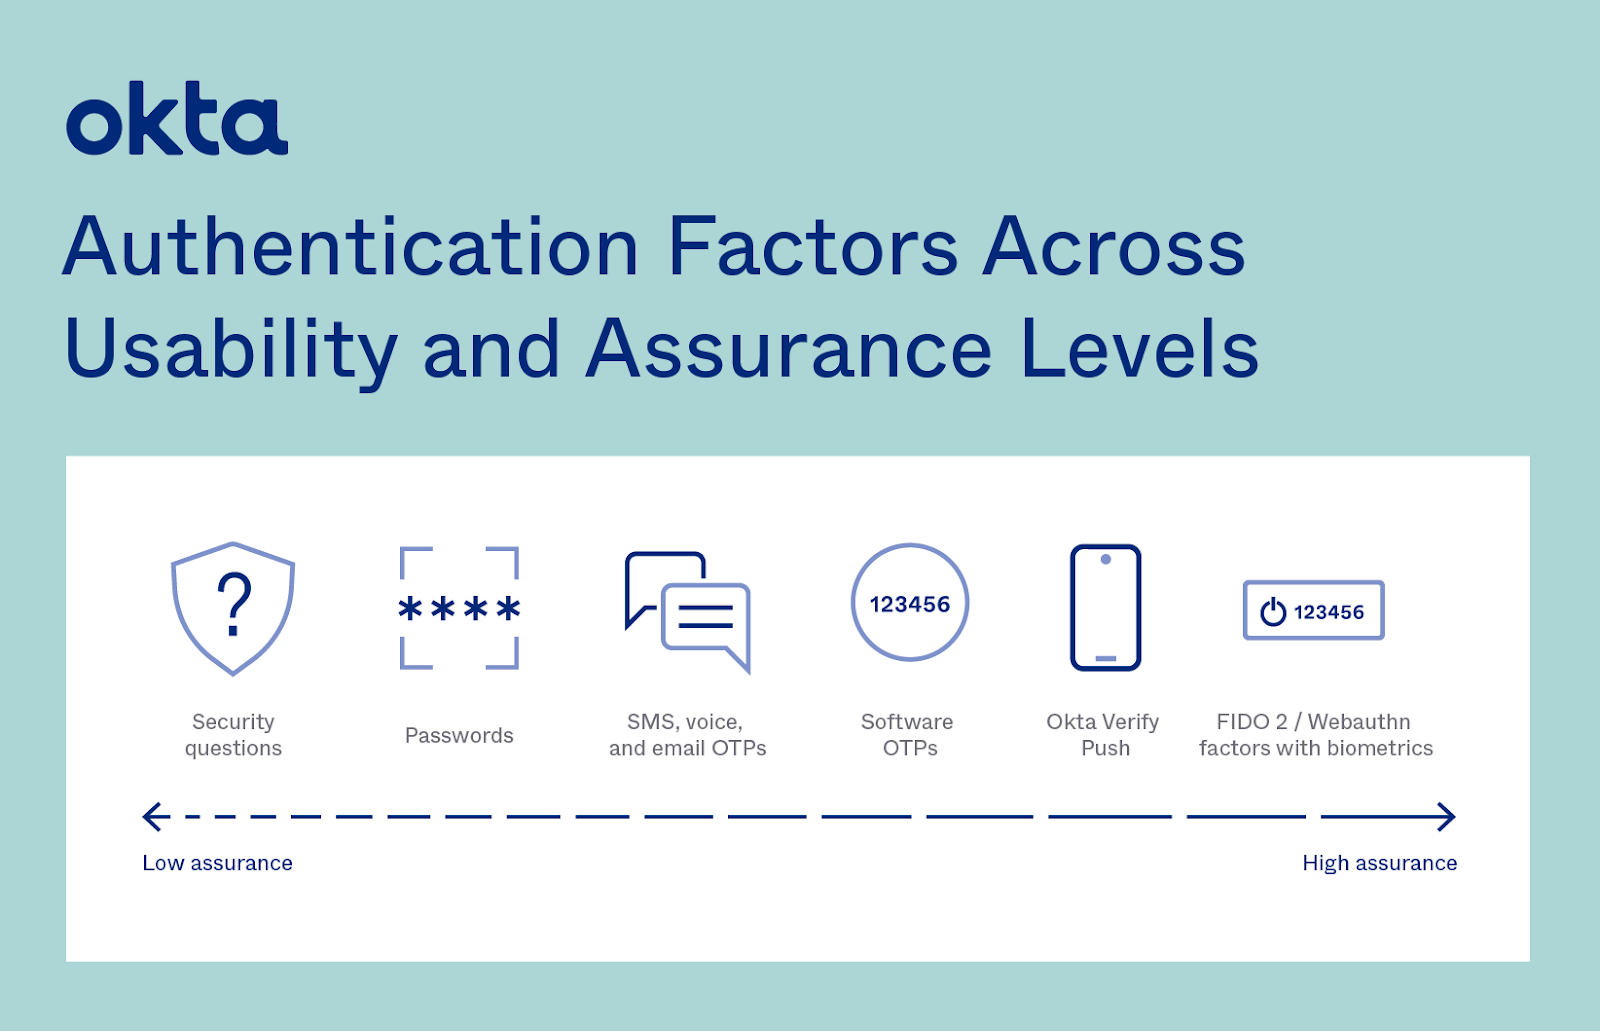 okta
Authentication Factors Across
Usability and Assurance Levels
?
****
123456
123456
Security
questions
Passwords
SMS, voice,
and email OTPs
Software
OTPs
Okta Verify
Push
FIDO 2 / Webauthn
factors with biometrics
Low assurance
High assurance